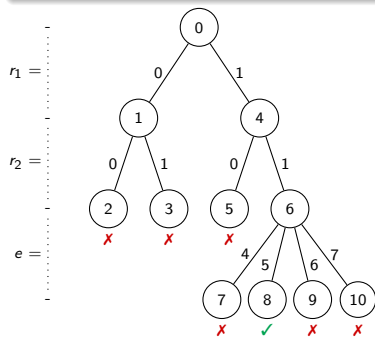 0
r₁ = 0 1
1 4
r₂ = 0 1 0 1
2 3 5 6
✗ ✗ ✗
e = 4 5 6 7
7 8 9 10
✗ ✓ ✗ ✗